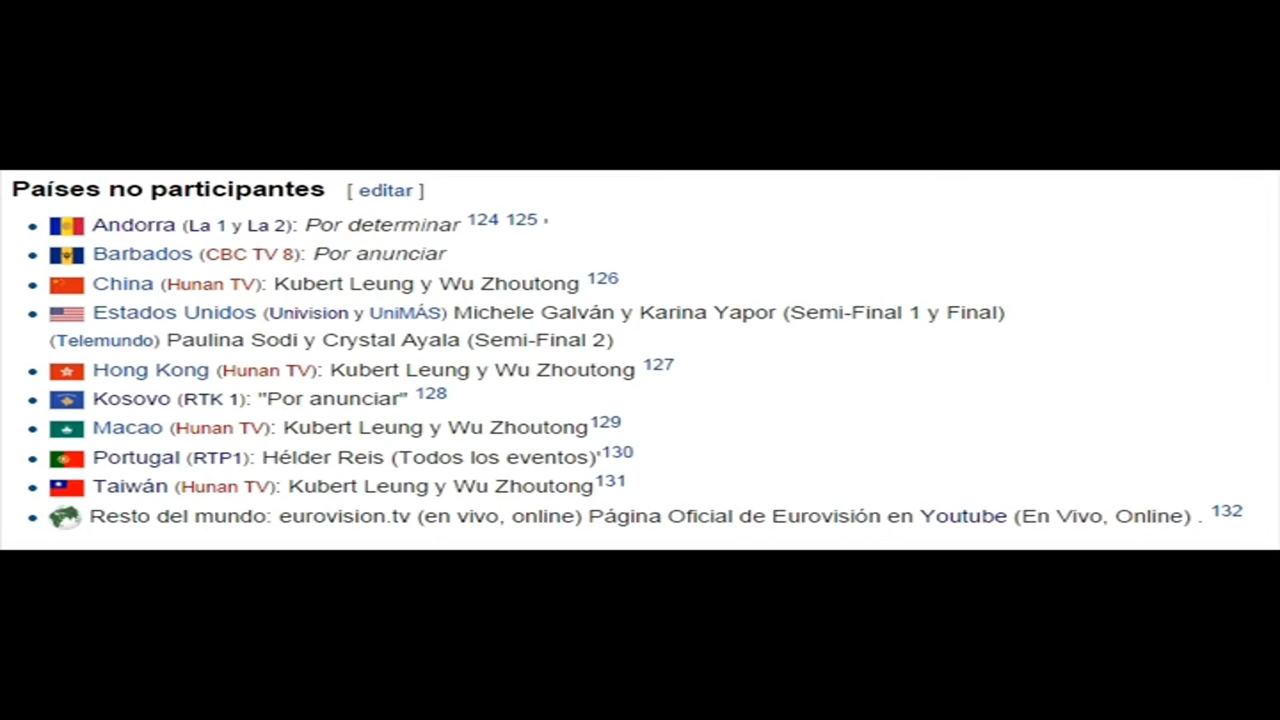 Países no participantes [ editar ]
Andorra (La 1 y La 2): Por determinar 124 125 ,
Barbados (CBC TV 8): Por anunciar
China (Hunan TV): Kubert Leung y Wu Zhoutong 126
Estados Unidos (Univision y UniMÁS) Michele Galván y Karina Yapor (Semi-Final 1 y Final)
(Telemundo) Paulina Sodi y Crystal Ayala (Semi-Final 2)
Hong Kong (Hunan TV): Kubert Leung y Wu Zhoutong 127
Kosovo (RTK 1): "Por anunciar" 128
Macao (Hunan TV): Kubert Leung y Wu Zhoutong129
Portugal (RTP1): Hélder Reis (Todos los eventos)'130
Taiwán (Hunan TV): Kubert Leung y Wu Zhoutong131
Resto del mundo: eurovision.tv (en vivo, online) Página Oficial de Eurovisión en Youtube (En Vivo, Online) . 132